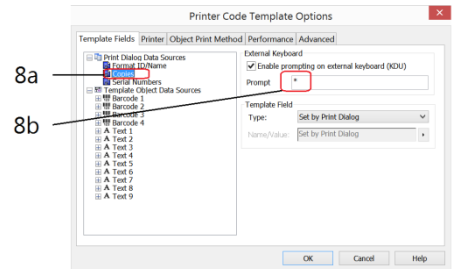 Printer Code Template Options
Template Fields Printer Object Print Method Performance Advanced
Print Dialog Data Sources
Format ID/Name
Copies
Serial Numbers
Template Object Data Sources
Barcode 1
Barcode 2
Barcode 3
Barcode 4
A Text 1
A Text 2
A Text 3
A Text 4
A Text 5
A Text 6
A Text 7
A Text 8
A Text 9
External Keyboard
Enable prompting on external keyboard (KDU)
Prompt *
Template Field
Type: Set by Print Dialog
Name/Value: Set by Print Dialog
8a
8b
OK Cancel Help